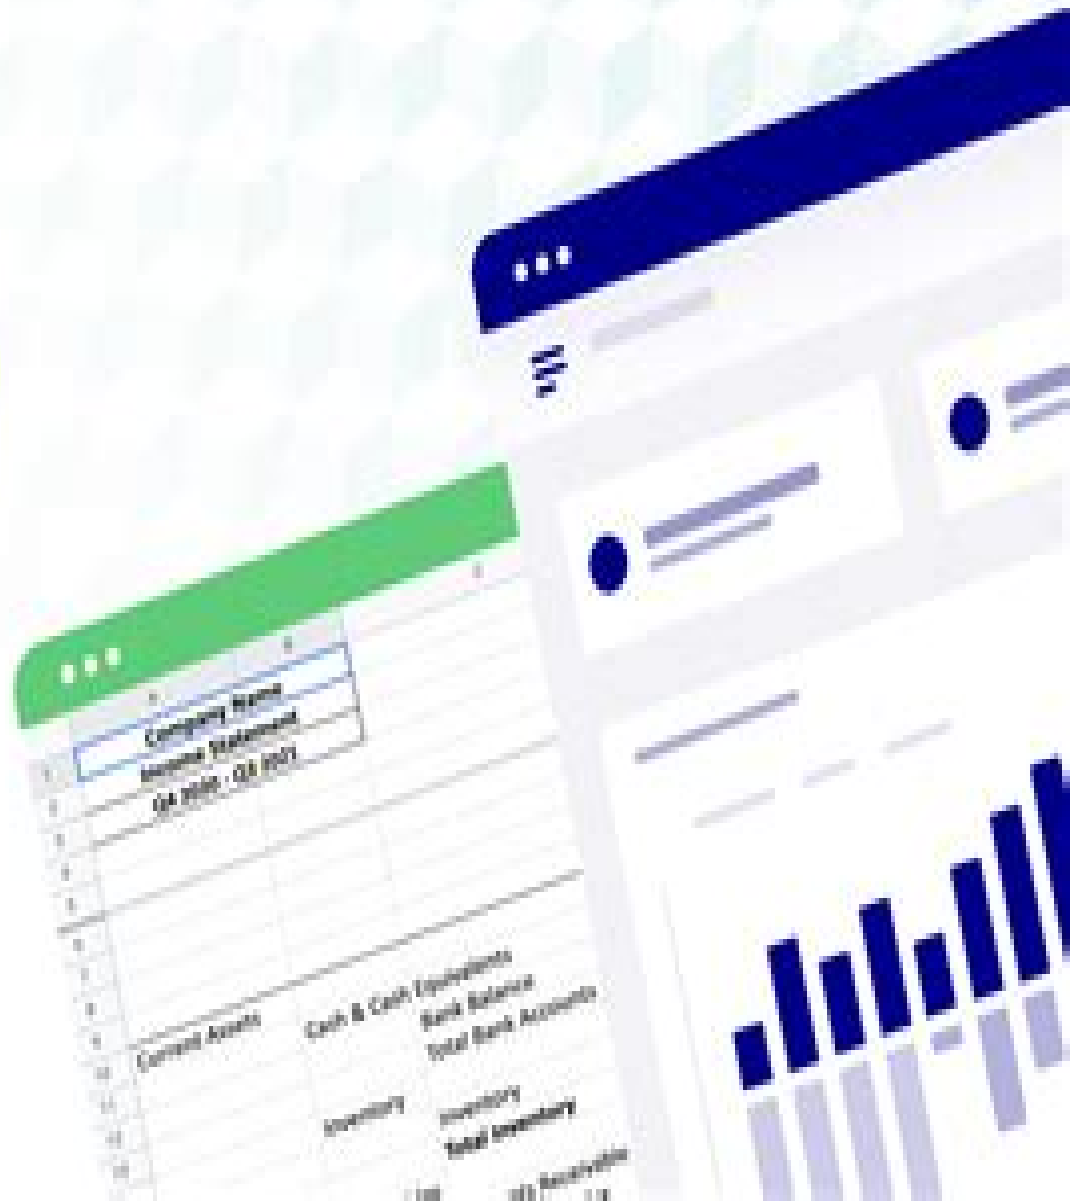 Company Name
Income Statement
Q4 2020 - Q3 2021
Cash & Cash Equivalents
Bank Balance
Current Assets
Total Bank Accounts
Inventory
Inventory
Total Inventory
Receivable